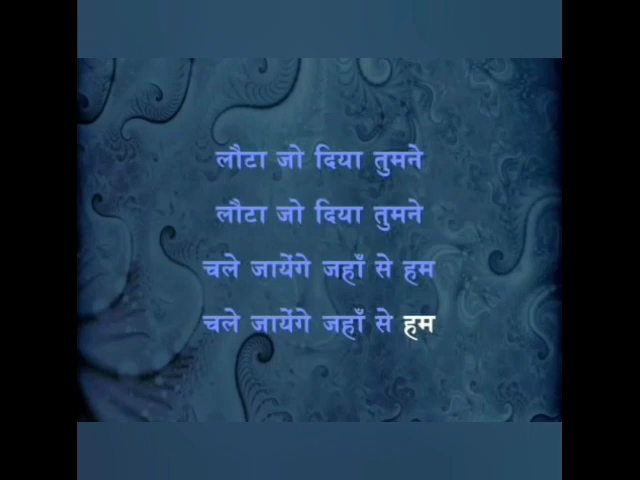 लौटा जो दिया तुमने
लौटा जो दिया तुमने
चले जायेंगे जहाँ से हम
चले जायेंगे जहाँ से हम